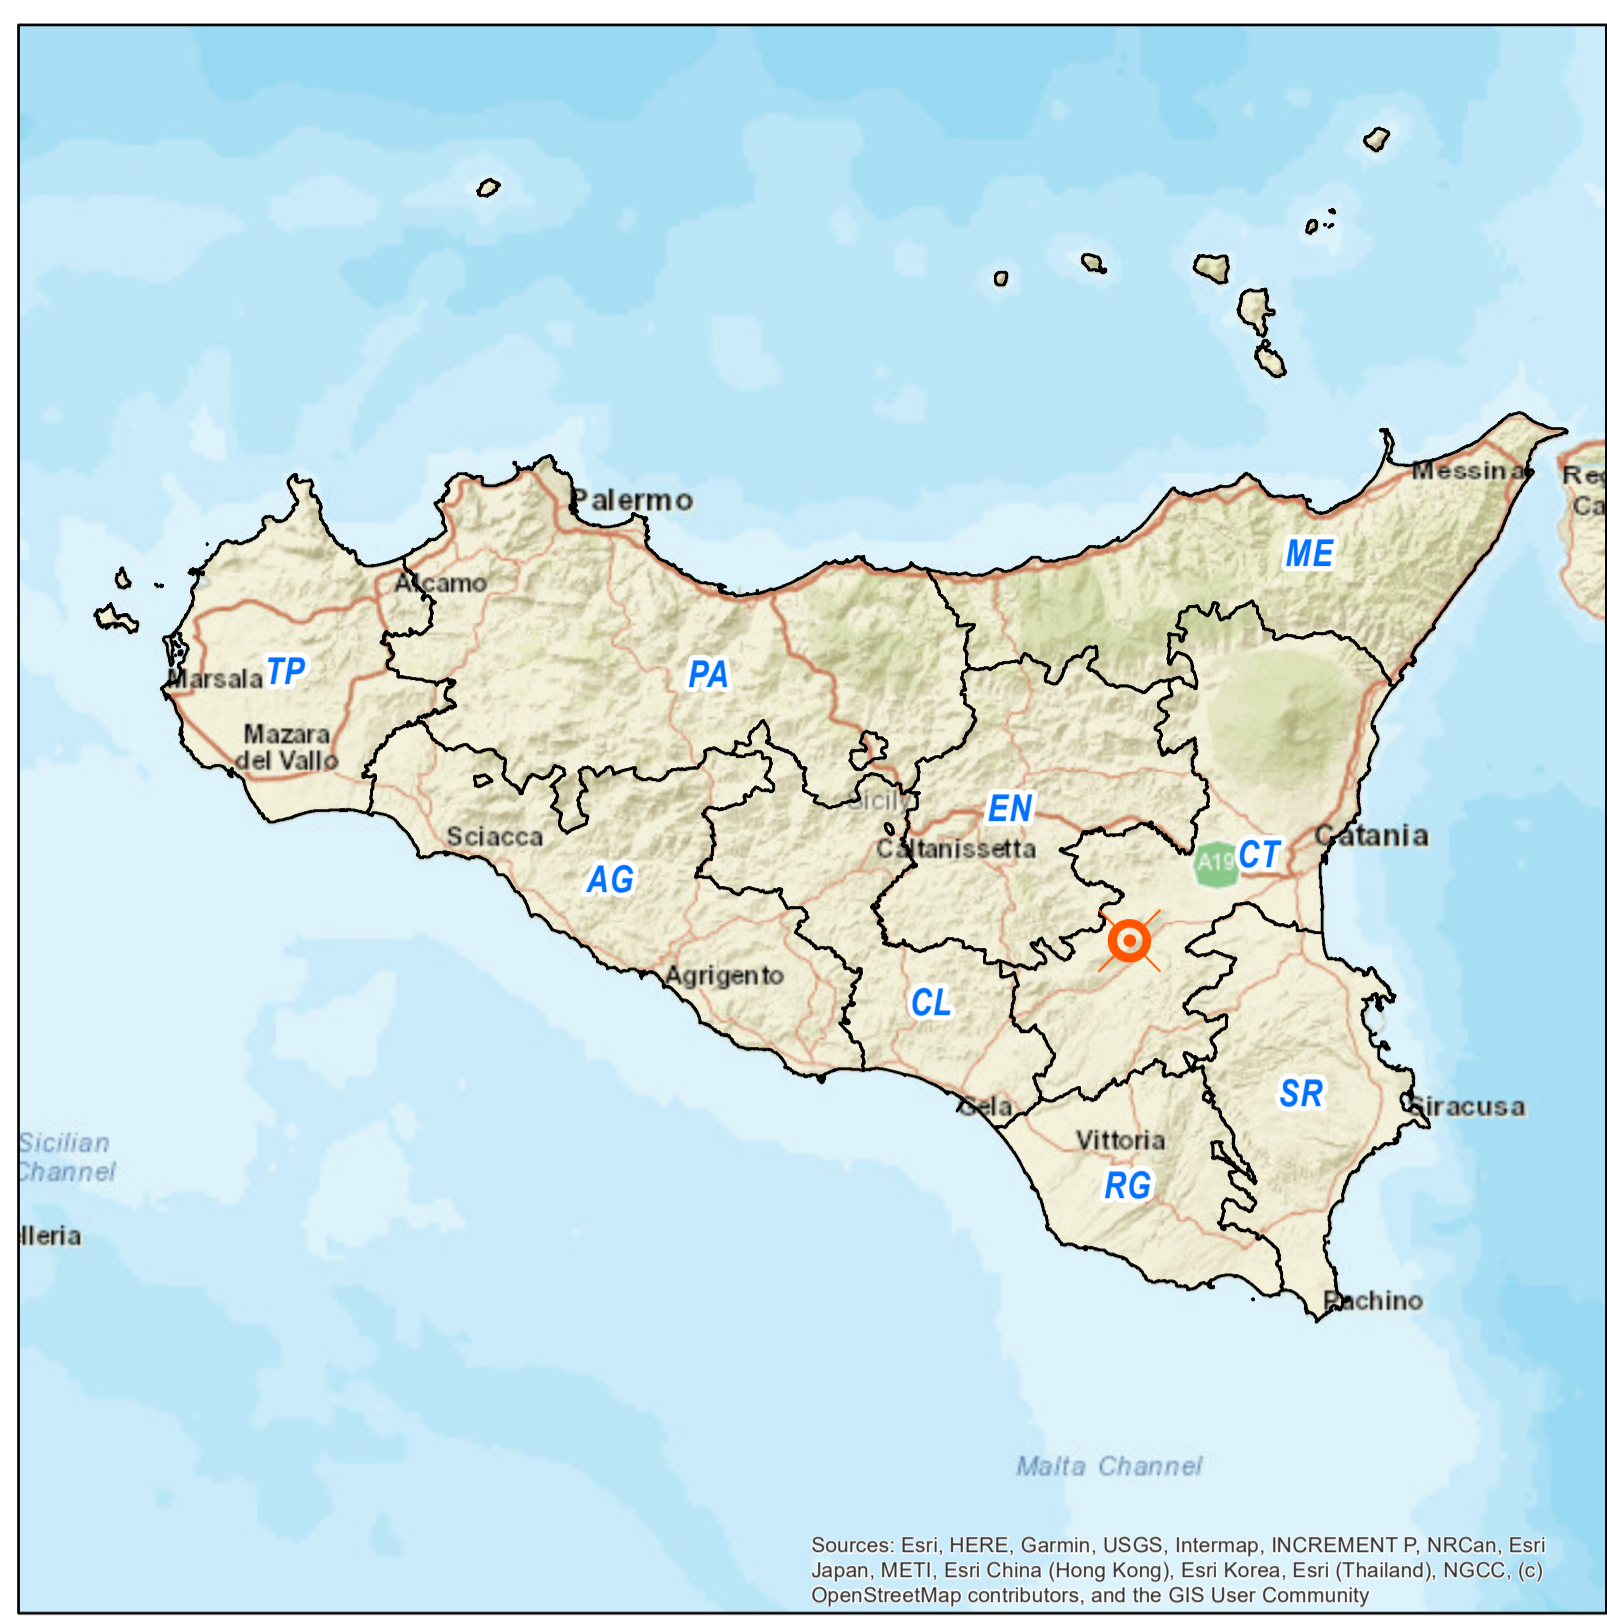 Messina
Reg
Ca
Palermo
ME
Alcamo
TP
PA
Marsala
Mazara
del Vallo
Sicily
EN
Sciacca
Caltanissetta
Catania
A19
CT
AG
Agrigento
CL
SR
Gela
Siracusa
Sicilian
Channel
Vittoria
RG
lleria
Pachino
Malta Channel
Sources: Esri, HERE, Garmin, USGS, Intermap, INCREMENT P, NRCan, Esri
Japan, METI, Esri China (Hong Kong), Esri Korea, Esri (Thailand), NGCC, (c)
OpenStreetMap contributors, and the GIS User Community